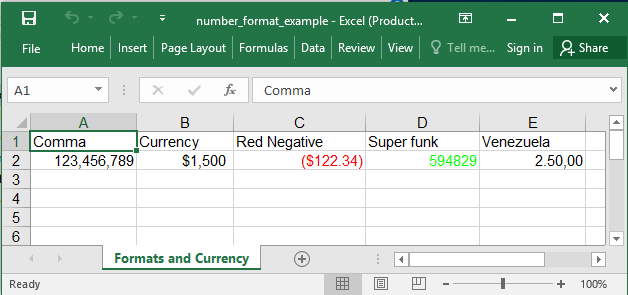 number_format_example - Excel (Product...
File Home Insert Page Layout Formulas Data Review View Tell me... Sign in Share
A1 fx Comma
A B C D E
1 Comma Currency Red Negative Super funk Venezuela
2 123,456,789 $1,500 ($122.34) 594829 2.50,00
3
4
5
6
Formats and Currency
Ready 100%